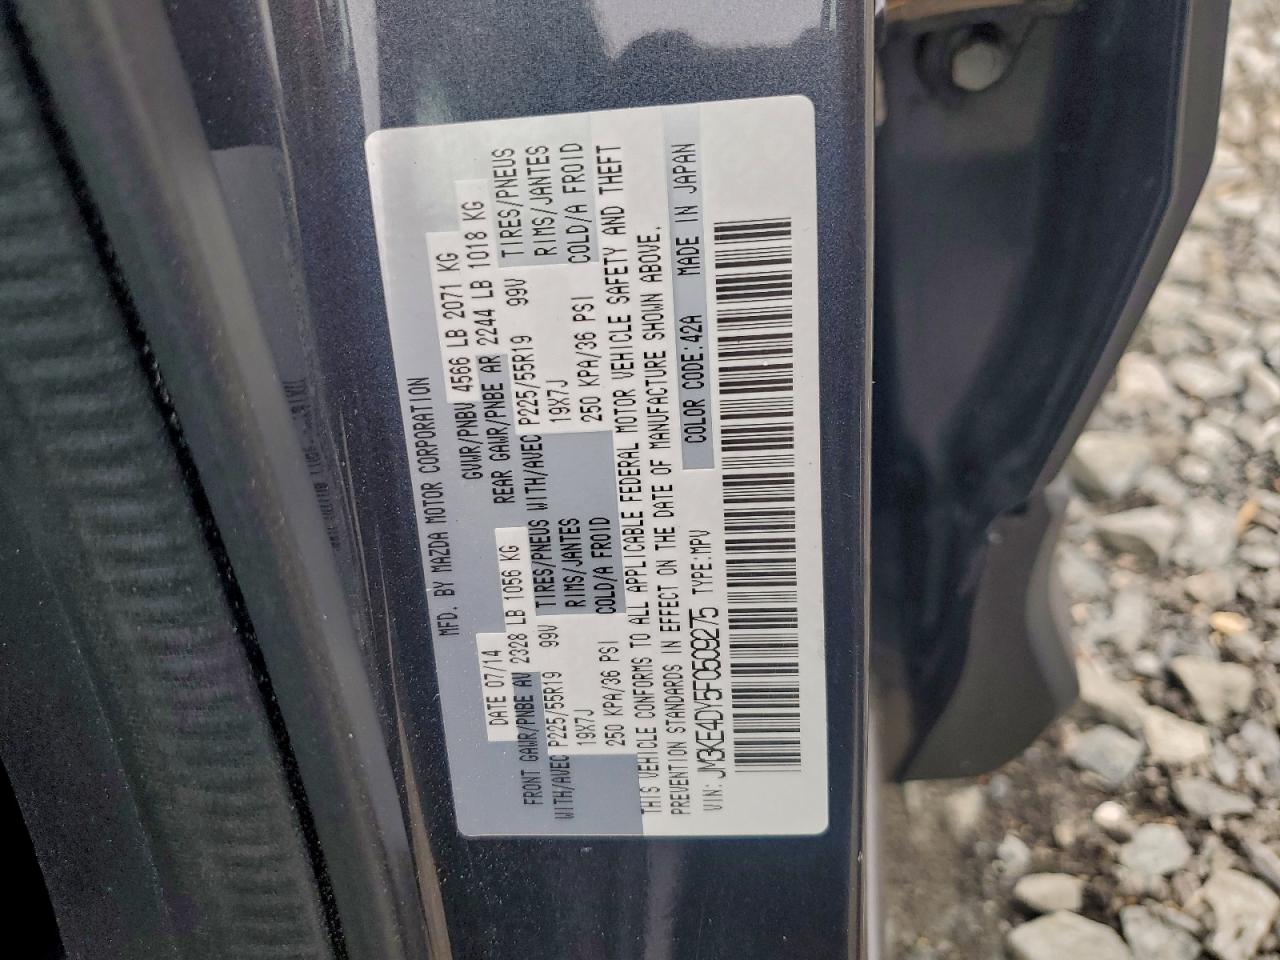 MFD. BY MAZDA MOTOR CORPORATION
DATE 07/14 GVWR/PNBV 4566 LB 2071 KG
FRONT GAWR/PNBE AV 2328 LB 1056 KG REAR GAWR/PNBE AR 2244 LB 1018 KG
WITH/AVEC P225/55R19 99V TIRES/PNEUS WITH/AVEC P225/55R19 99V TIRES/PNEUS
19X7J RIMS/JANTES 19X7J RIMS/JANTES
250 KPA/36 PSI COLD/A FROID 250 KPA/36 PSI COLD/A FROID
THIS VEHICLE CONFORMS TO ALL APPLICABLE FEDERAL MOTOR VEHICLE SAFETY AND THEFT
PREVENTION STANDARDS IN EFFECT ON THE DATE OF MANUFACTURE SHOWN ABOVE.
VIN: JM3KE4DY5F0509275 TYPE:MPV COLOR CODE:42A MADE IN JAPAN